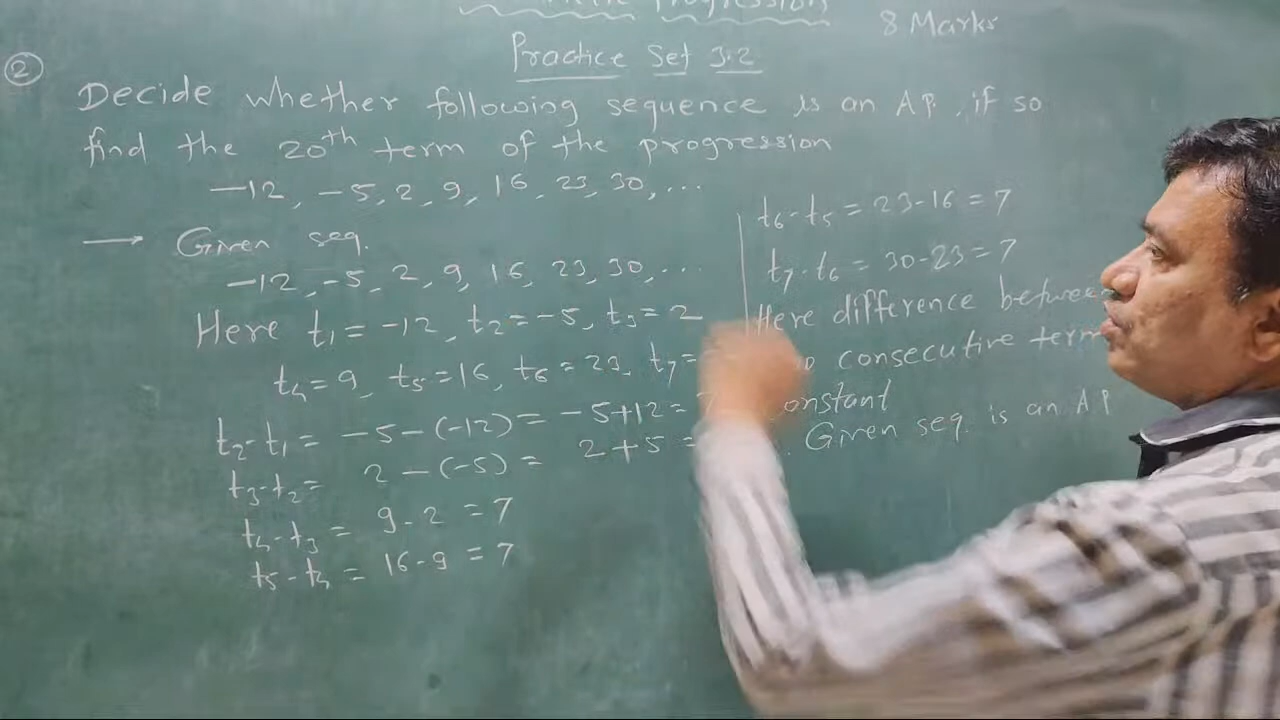 Progression
8 Marks
Practice Set 3.2
②
Decide whether following sequence is an A.P., if so
find the 20th term of the progression
-12, -5, 2, 9, 16, 23, 30, ...
→ Given seq.
-12, -5, 2, 9, 16, 23, 30, ...
Here t₁ = -12, t₂ = -5, t₃ = 2
t₄ = 9, t₅ = 16, t₆ = 23, t₇ =
t₂-t₁ = -5-(-12) = -5+12 = 7
t₃-t₂ = 2-(-5) = 2+5 =
t₄-t₃ = 9-2 = 7
t₅-t₄ = 16-9 = 7
t₆-t₅ = 23-16 = 7
t₇-t₆ = 30-23 = 7
Here difference between
consecutive term
constant
Given seq. is an A P